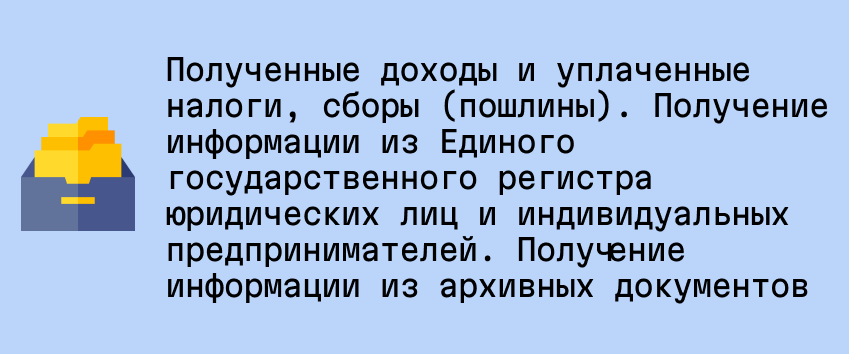 Полученные доходы и уплаченные
налоги, сборы (пошлины). Получение
информации из Единого
государственного регистра
юридических лиц и индивидуальных
предпринимателей. Получение
информации из архивных документов